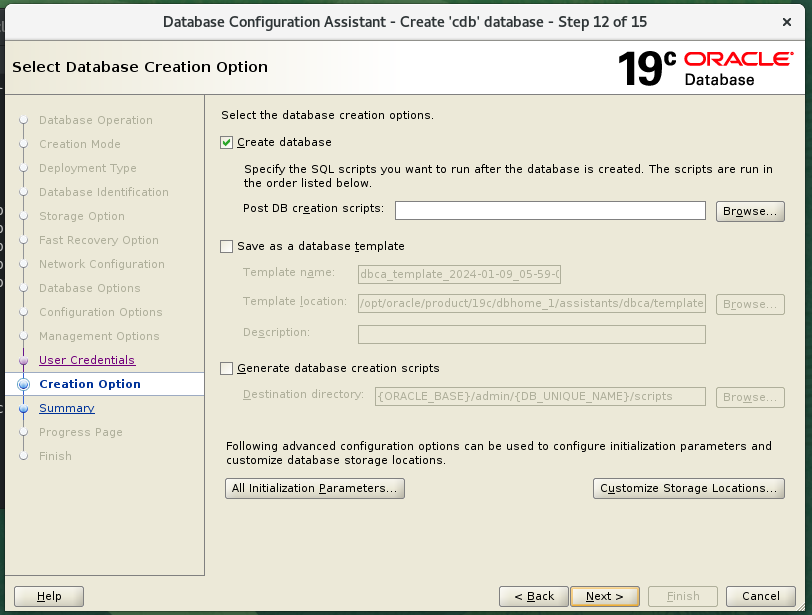 Database Configuration Assistant - Create 'cdb' database - Step 12 of 15
Select Database Creation Option
19c ORACLE
Database
Database Operation
Creation Mode
Deployment Type
Database Identification
Storage Option
Fast Recovery Option
Network Configuration
Database Options
Configuration Options
Management Options
User Credentials
Creation Option
Summary
Progress Page
Finish
Select the database creation options.
Create database
Specify the SQL scripts you want to run after the database is created. The scripts are run in
the order listed below.
Post DB creation scripts:
Browse...
Save as a database template
Template name: dbca_template_2024-01-09_05-59-0
Template location: /opt/oracle/product/19c/dbhome_1/assistants/dbca/template Browse...
Description:
Generate database creation scripts
Destination directory: {ORACLE_BASE}/admin/{DB_UNIQUE_NAME}/scripts Browse...
Following advanced configuration options can be used to configure initialization parameters and
customize database storage locations.
All Initialization Parameters... Customize Storage Locations...
Help < Back Next > Finish Cancel